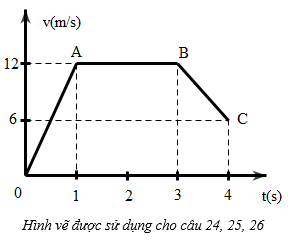 v(m/s)
A
B
12
6
C
0
1
2
3
4
t(s)
Hình vẽ được sử dụng cho câu 24, 25, 26